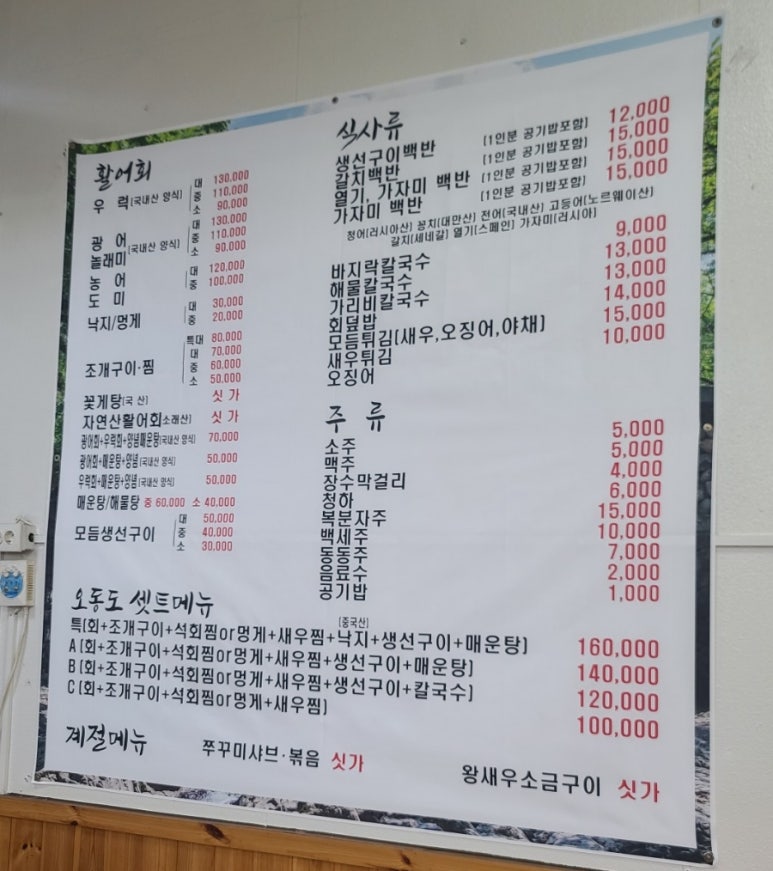 활어회
우 럭(국내산 양식) 대 130,000
중 110,000
소 90,000
광 어
놀래미 (국내산 양식) 대 130,000
중 110,000
소 90,000
농 어
도 미 대 120,000
중 100,000
낙지/멍게 대 30,000
중 20,000
조개구이·찜 특대 80,000
대 70,000
중 60,000
소 50,000
꽃게탕(국 산) 싯 가
자연산활어회(소래산) 싯 가
광어회+우럭회+양념매운탕(국내산 양식) 70,000
광어회+매운탕+양념(국내산 양식) 50,000
우럭회+매운탕+양념(국내산 양식) 50,000
매운탕/해물탕 중 60,000 소 40,000
모듬생선구이 대 50,000
중 40,000
소 30,000
식사류
생선구이백반 (1인분 공기밥포함) 12,000
갈치백반 (1인분 공기밥포함) 15,000
열기, 가자미 백반 (1인분 공기밥포함) 15,000
가자미 백반 (1인분 공기밥포함) 15,000
청어(러시아산) 꽁치(대만산) 전어(국내산) 고등어(노르웨이산)
갈치(세네갈) 열기(스페인) 가자미(러시아)
바지락칼국수 9,000
해물칼국수 13,000
가리비칼국수 13,000
회덮밥 14,000
모듬튀김(새우,오징어,야채) 15,000
새우튀김 10,000
오징어
주 류
소주 5,000
맥주 5,000
장수막걸리 4,000
청하 6,000
복분자주 15,000
백세주 10,000
동동주 7,000
음료수 2,000
공기밥 1,000
오동도 셋트메뉴
(중국산)
특(회+조개구이+석회찜or멍게+새우찜+낙지+생선구이+매운탕) 160,000
A (회+조개구이+석회찜or멍게+새우찜+생선구이+매운탕) 140,000
B (회+조개구이+석회찜or멍게+새우찜+생선구이+칼국수) 120,000
C (회+조개구이+석회찜or멍게+새우찜) 100,000
계절메뉴 쭈꾸미샤브·볶음 싯가 왕새우소금구이 싯가